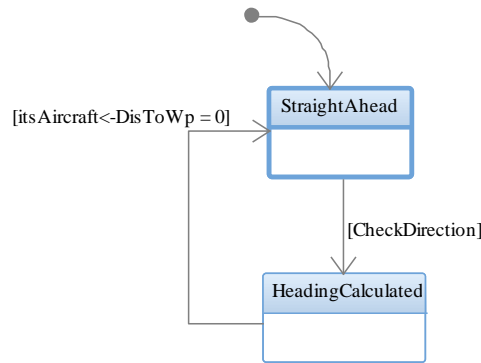 StraightAhead
[itsAircraft<-DisToWp = 0]
[CheckDirection]
HeadingCalculated